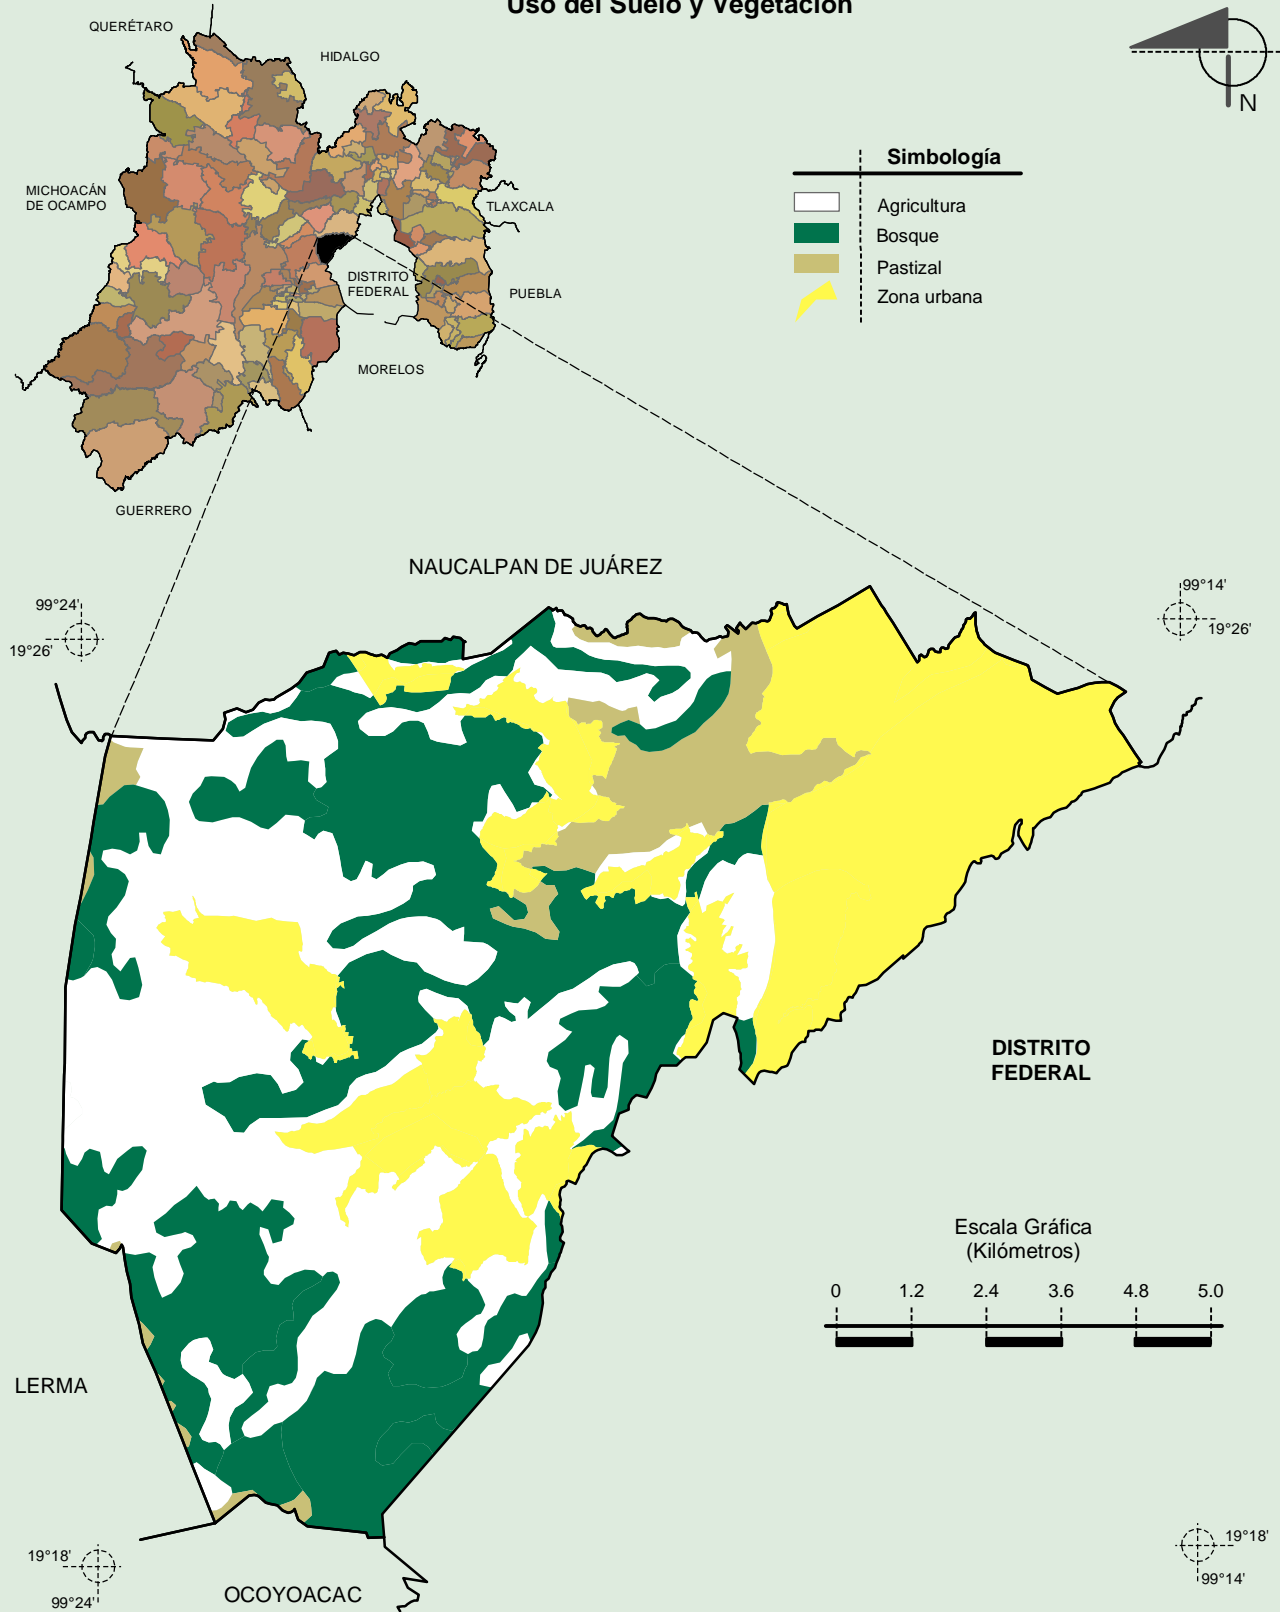 Uso del Suelo y Vegetación
QUERÉTARO
HIDALGO
N
Simbología
MICHOACÁN
DE OCAMPO
TLAXCALA
Agricultura
Bosque
Pastizal
Zona urbana
DISTRITO
FEDERAL
PUEBLA
MORELOS
GUERRERO
NAUCALPAN DE JUÁREZ
99°24'
19°26'
99°14'
19°26'
DISTRITO
FEDERAL
Escala Gráfica
(Kilómetros)
0 1.2 2.4 3.6 4.8 5.0
LERMA
19°18'
99°24'
OCOYOACAC
19°18'
99°14'